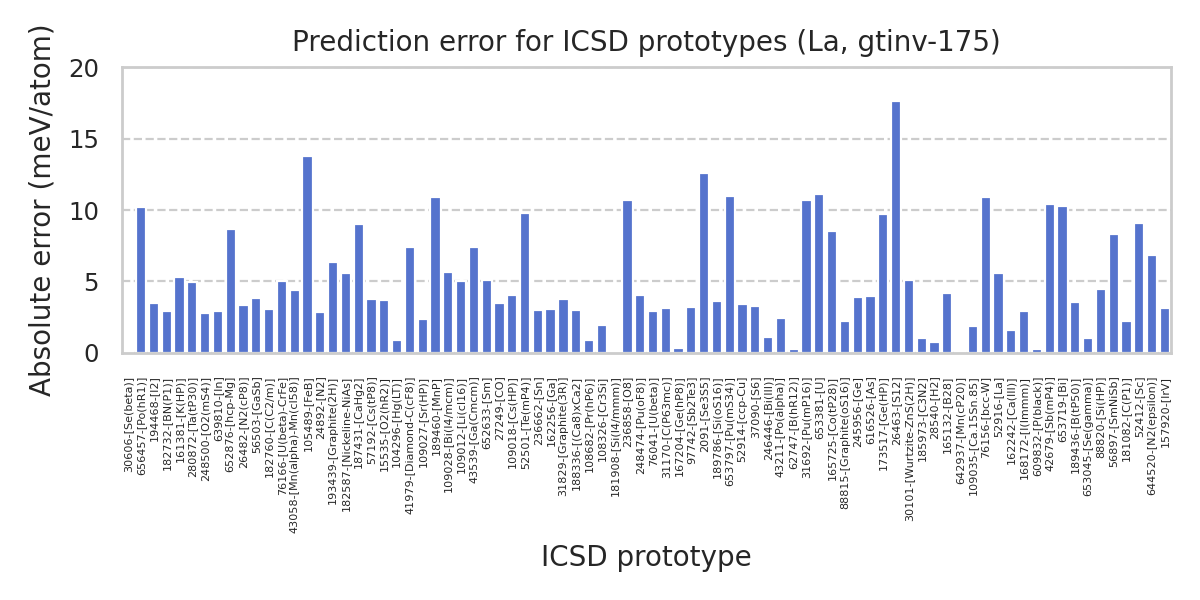 Prediction error for ICSD prototypes (La, gtinv-175)
Absolute error (meV/atom)
20
15
10
5
0
30606-[Se(beta)]
656457-[Po(hR1)]
194468-[I2]
182732-[BN(P1)]
161381-[K(HP)]
280872-[Ta(tP30)]
248500-[O2(mS4)]
639810-[In]
652876-[hcp-Mg]
26482-[N2(cP8)]
56503-[GaSb]
182760-[C(C2/m)]
76166-[U(beta)-CrFe]
43058-[Mn(alpha)-Mn(cI58)]
105489-[FeB]
24892-[N2]
193439-[Graphite(2H)]
182587-[Nickeline-NiAs]
187431-[CaHg2]
57192-[Cs(tP8)]
15535-[O2(hR2)]
104296-[Hg(LT)]
41979-[Diamond-C(cF8)]
109027-[Sr(HP)]
189460-[MnP]
109028-[Bi(I4/mcm)]
109012-[Li(cI16)]
43539-[Ga(Cmcm)]
652633-[Sm]
27249-[CO]
109018-[Cs(HP)]
52501-[Te(mP4)]
236662-[Sn]
162256-[Ga]
31829-[Graphite(3R)]
188336-[(Ca8)xCa2]
108682-[Pr(hP6)]
108326-[Cr3Si]
181908-[Si(I4/mmm)]
236858-[O8]
248474-[Pu(oF8)]
76041-[U(beta)]
31170-[C(P63mc)]
167204-[Ge(hP8)]
97742-[Sb2Te3]
2091-[Se3S5]
189786-[Si(oS16)]
653797-[Pu(mS34)]
52914-[ccp-Cu]
37090-[S6]
246446-[Bi(III)]
43211-[Po(alpha)]
62747-[B(hR12)]
31692-[Pu(mP16)]
653381-[U]
165725-[Co(tP28)]
88815-[Graphite(oS16)]
245956-[Ge]
616526-[As]
173517-[Ge(HP)]
26463-[S12]
30101-[Wurtzite-ZnS(2H)]
185973-[C3N2]
28540-[H2]
165132-[B28]
642937-[Mn(cP20)]
109035-[Ca.15Sn.85]
76156-[bcc-W]
52916-[La]
162242-[Ca(III)]
168172-[I(Immm)]
609832-[P(black)]
42679-[Sb(mP4)]
653719-[Bi]
189436-[B(tP50)]
653045-[Se(gamma)]
88820-[Si(HP)]
56897-[SmNiSb]
181082-[C(P1)]
52412-[Sc]
644520-[N2(epsilon)]
157920-[IrV]
ICSD prototype